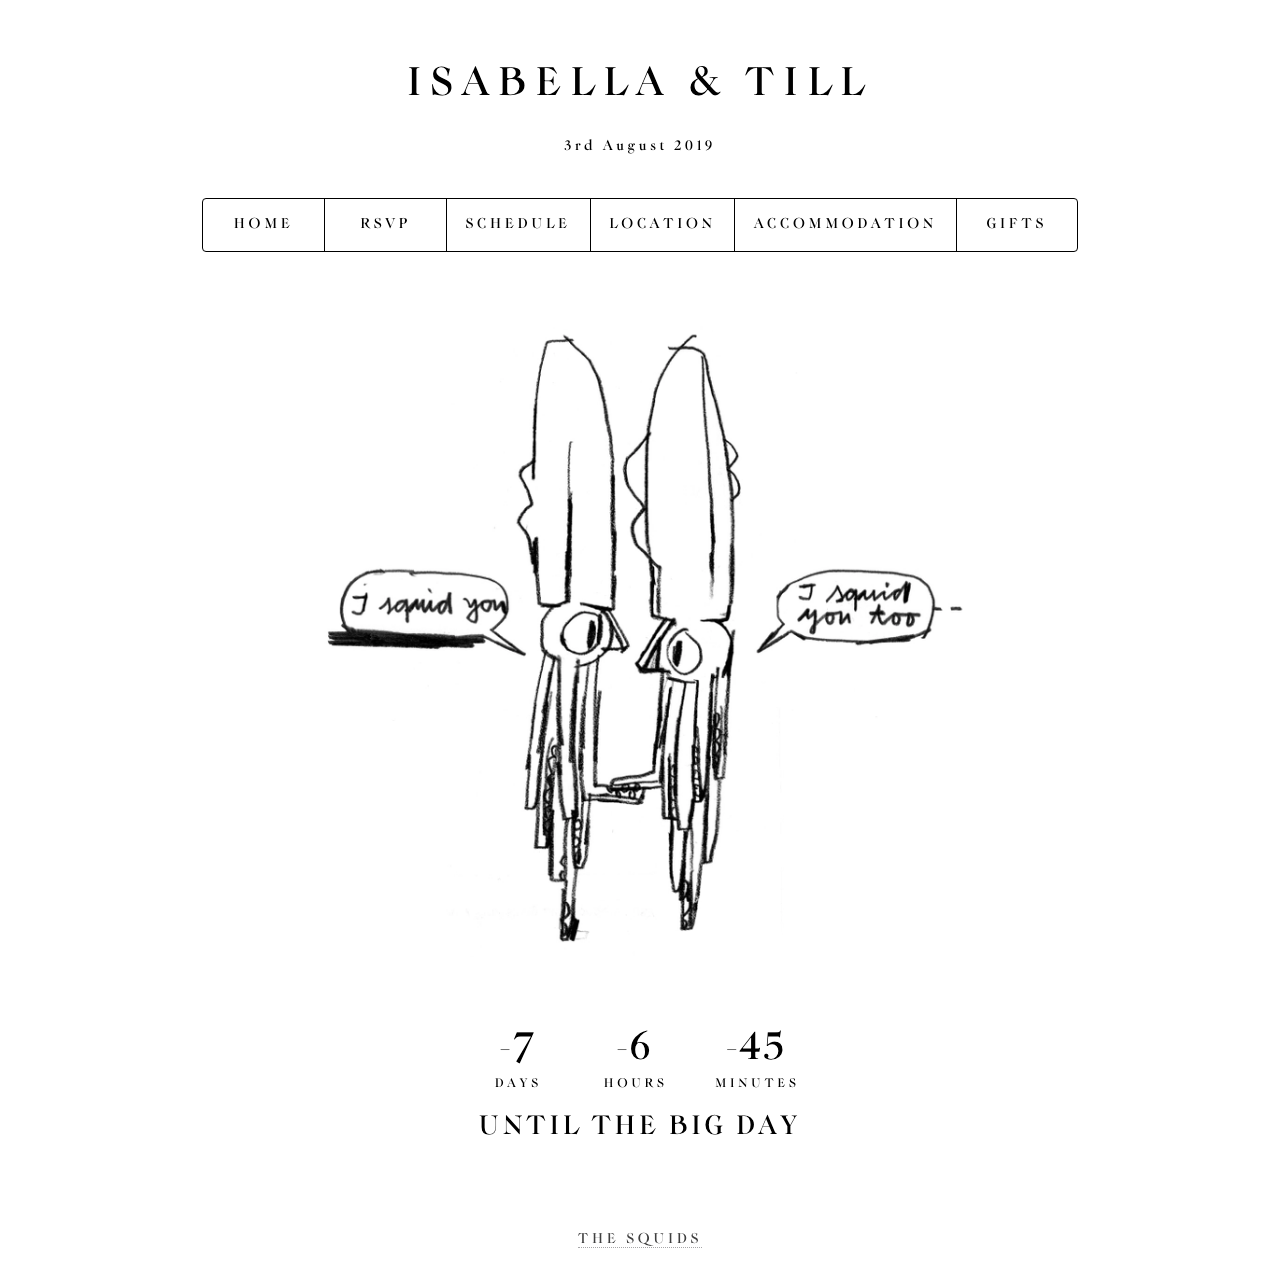 ISABELLA & TILL
3rd August 2019
HOME RSVP SCHEDULE LOCATION ACCOMMODATION GIFTS
I squid you
I squid
you too
-7 -6 -45
DAYS HOURS MINUTES
UNTIL THE BIG DAY
THE SQUIDS